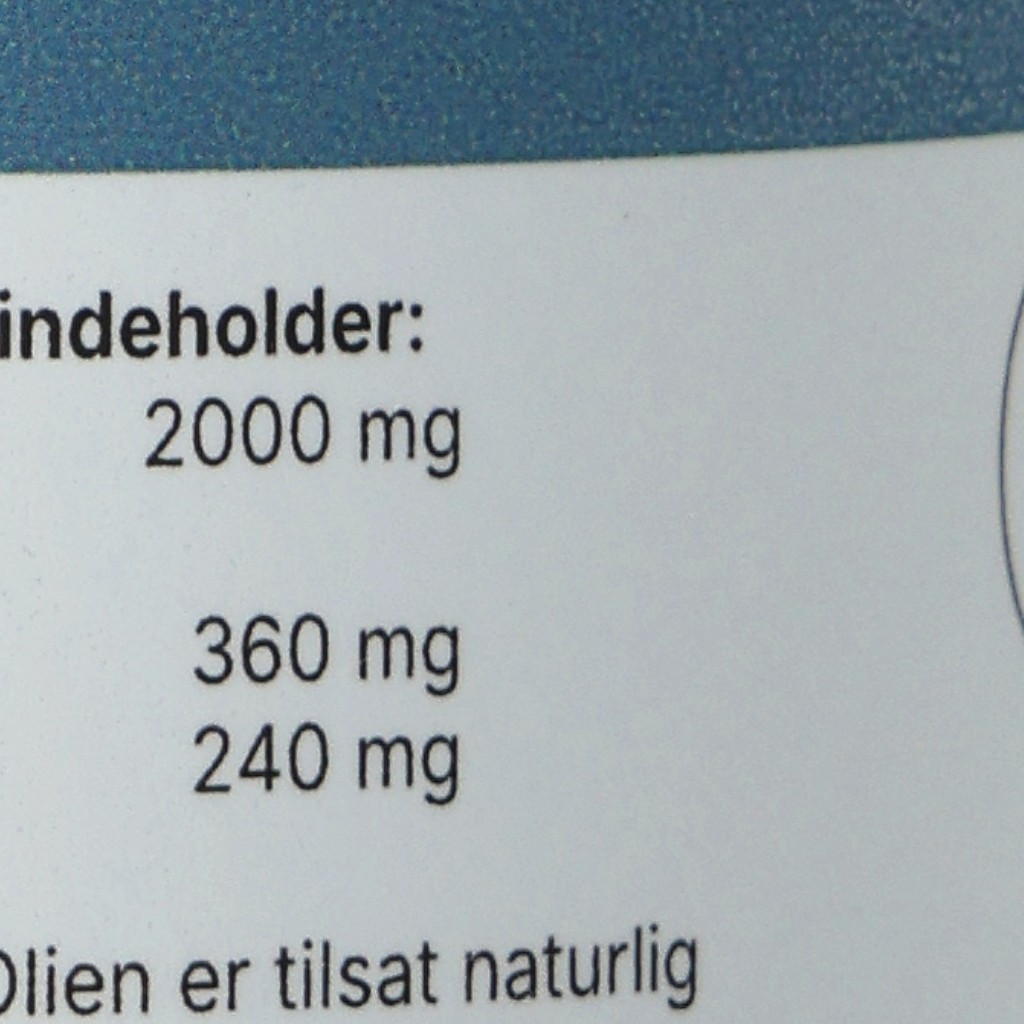 indeholder:
2000 mg
360 mg
240 mg
Olien er tilsat naturlig